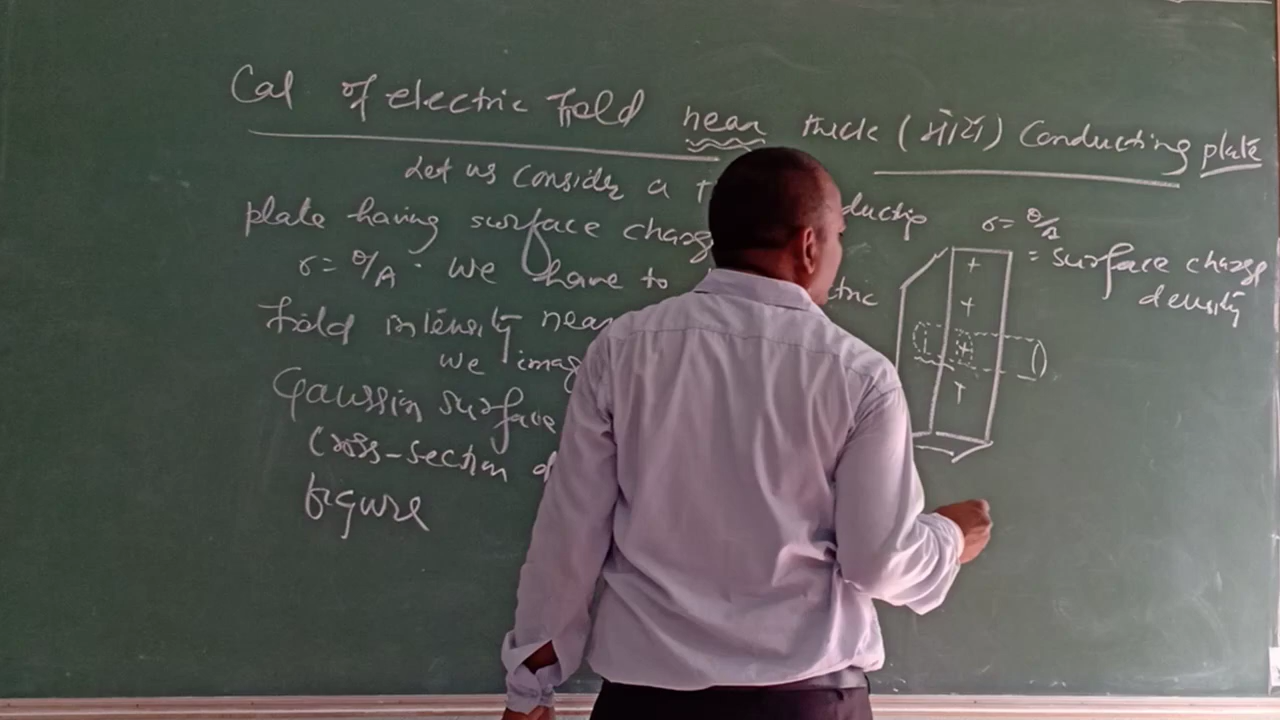 Cal of electric field near thick (मोटी) Conducting plate
Let us consider a
plate having surface charge
σ = Q/A . We have to
field intensity near
we imag
Gaussian surface
Cross-section of
figure
σ = Q/A
= surface charge
density
+
+
+
+